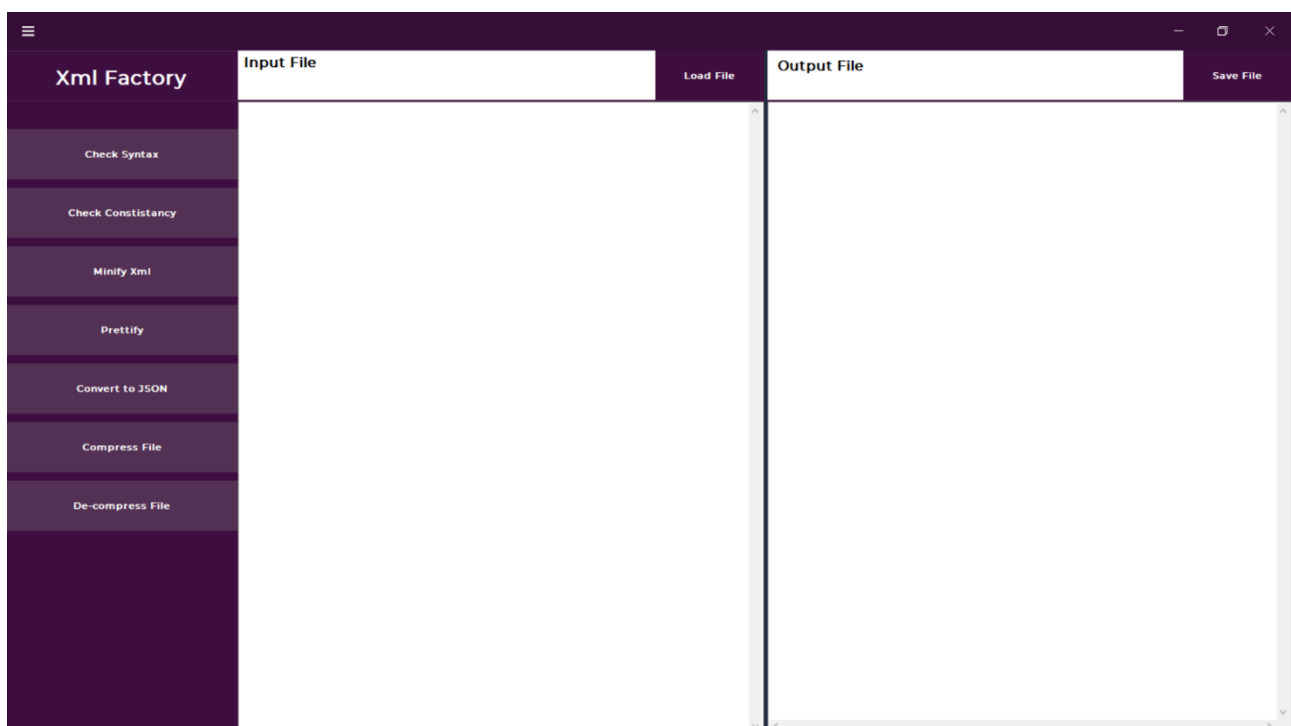 Xml Factory
Input File
Load File
Output File
Save File
Check Syntax
Check Constistancy
Minify Xml
Prettify
Convert to JSON
Compress File
De-compress File